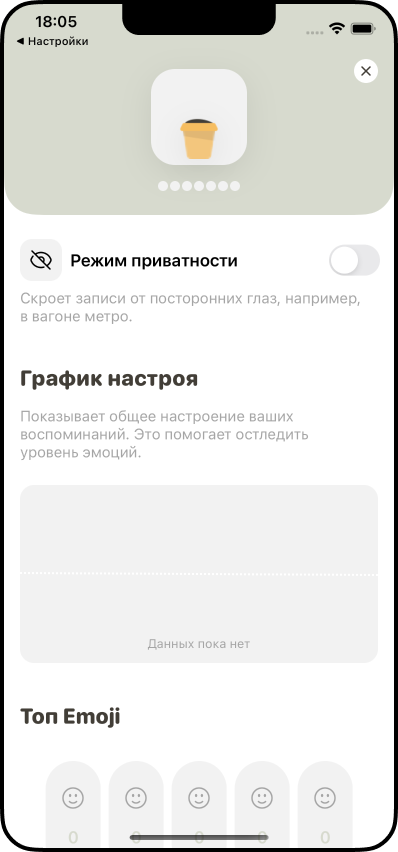 18:05
◀ Настройки
Режим приватности
Скроет записи от посторонних глаз, например,
в вагоне метро.
График настроя
Показывает общее настроение ваших
воспоминаний. Это помогает остледить
уровень эмоций.
Данных пока нет
Топ Emoji
0 0 0 0 0